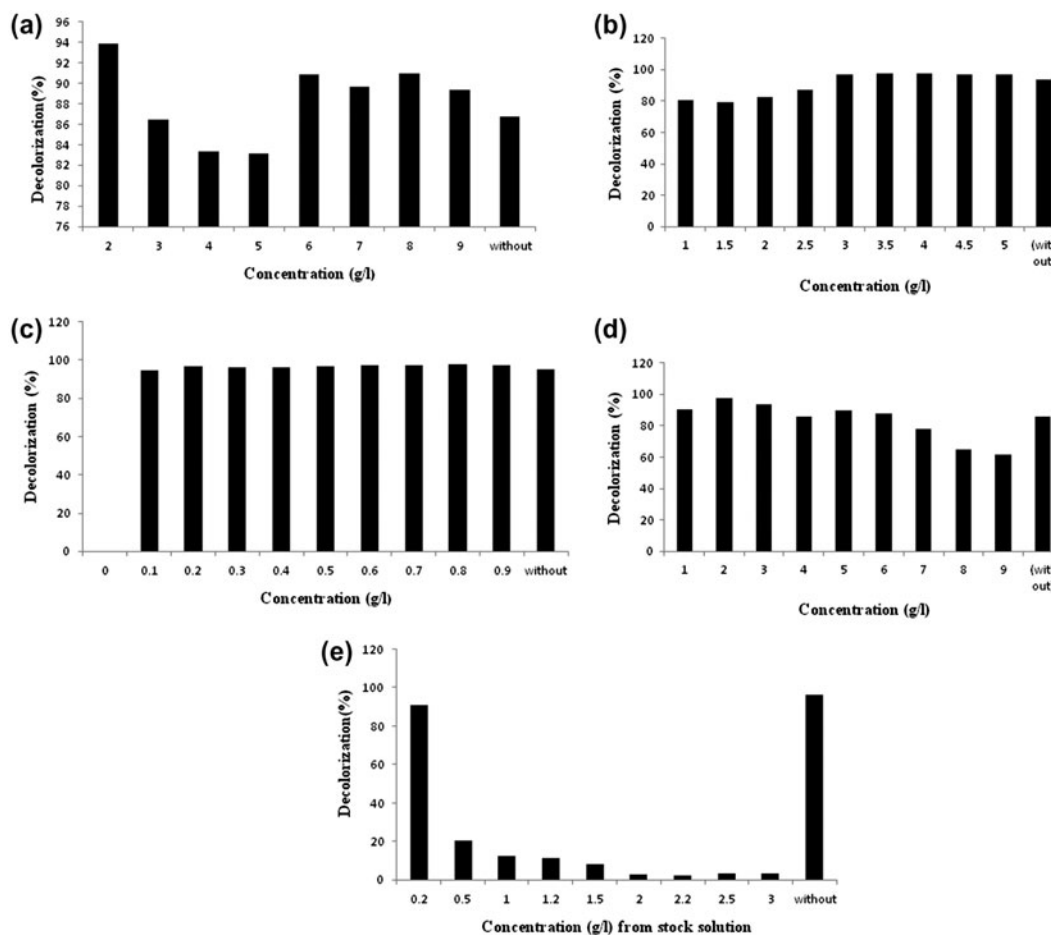 (a)
96
94
92
90
88
86
84
82
80
78
76
Decolorization(%)
2 3 4 5 6 7 8 9 without
Concentration (g/l)
(b)
120
100
80
60
40
20
0
Decolorization (%)
1 1.5 2 2.5 3 3.5 4 4.5 5 (with
out
Concentration (g/l)
(c)
120
100
80
60
40
20
0
Decolorization (%)
0 0.1 0.2 0.3 0.4 0.5 0.6 0.7 0.8 0.9 without
Concentration (g/l)
(d)
120
100
80
60
40
20
0
Decolorization (%)
1 2 3 4 5 6 7 8 9 (with
out
Concentration (g/l)
(e)
120
100
80
60
40
20
0
Decolorization(%)
0.2 0.5 1 1.2 1.5 2 2.2 2.5 3 without
Concentration (g/l) from stock solution